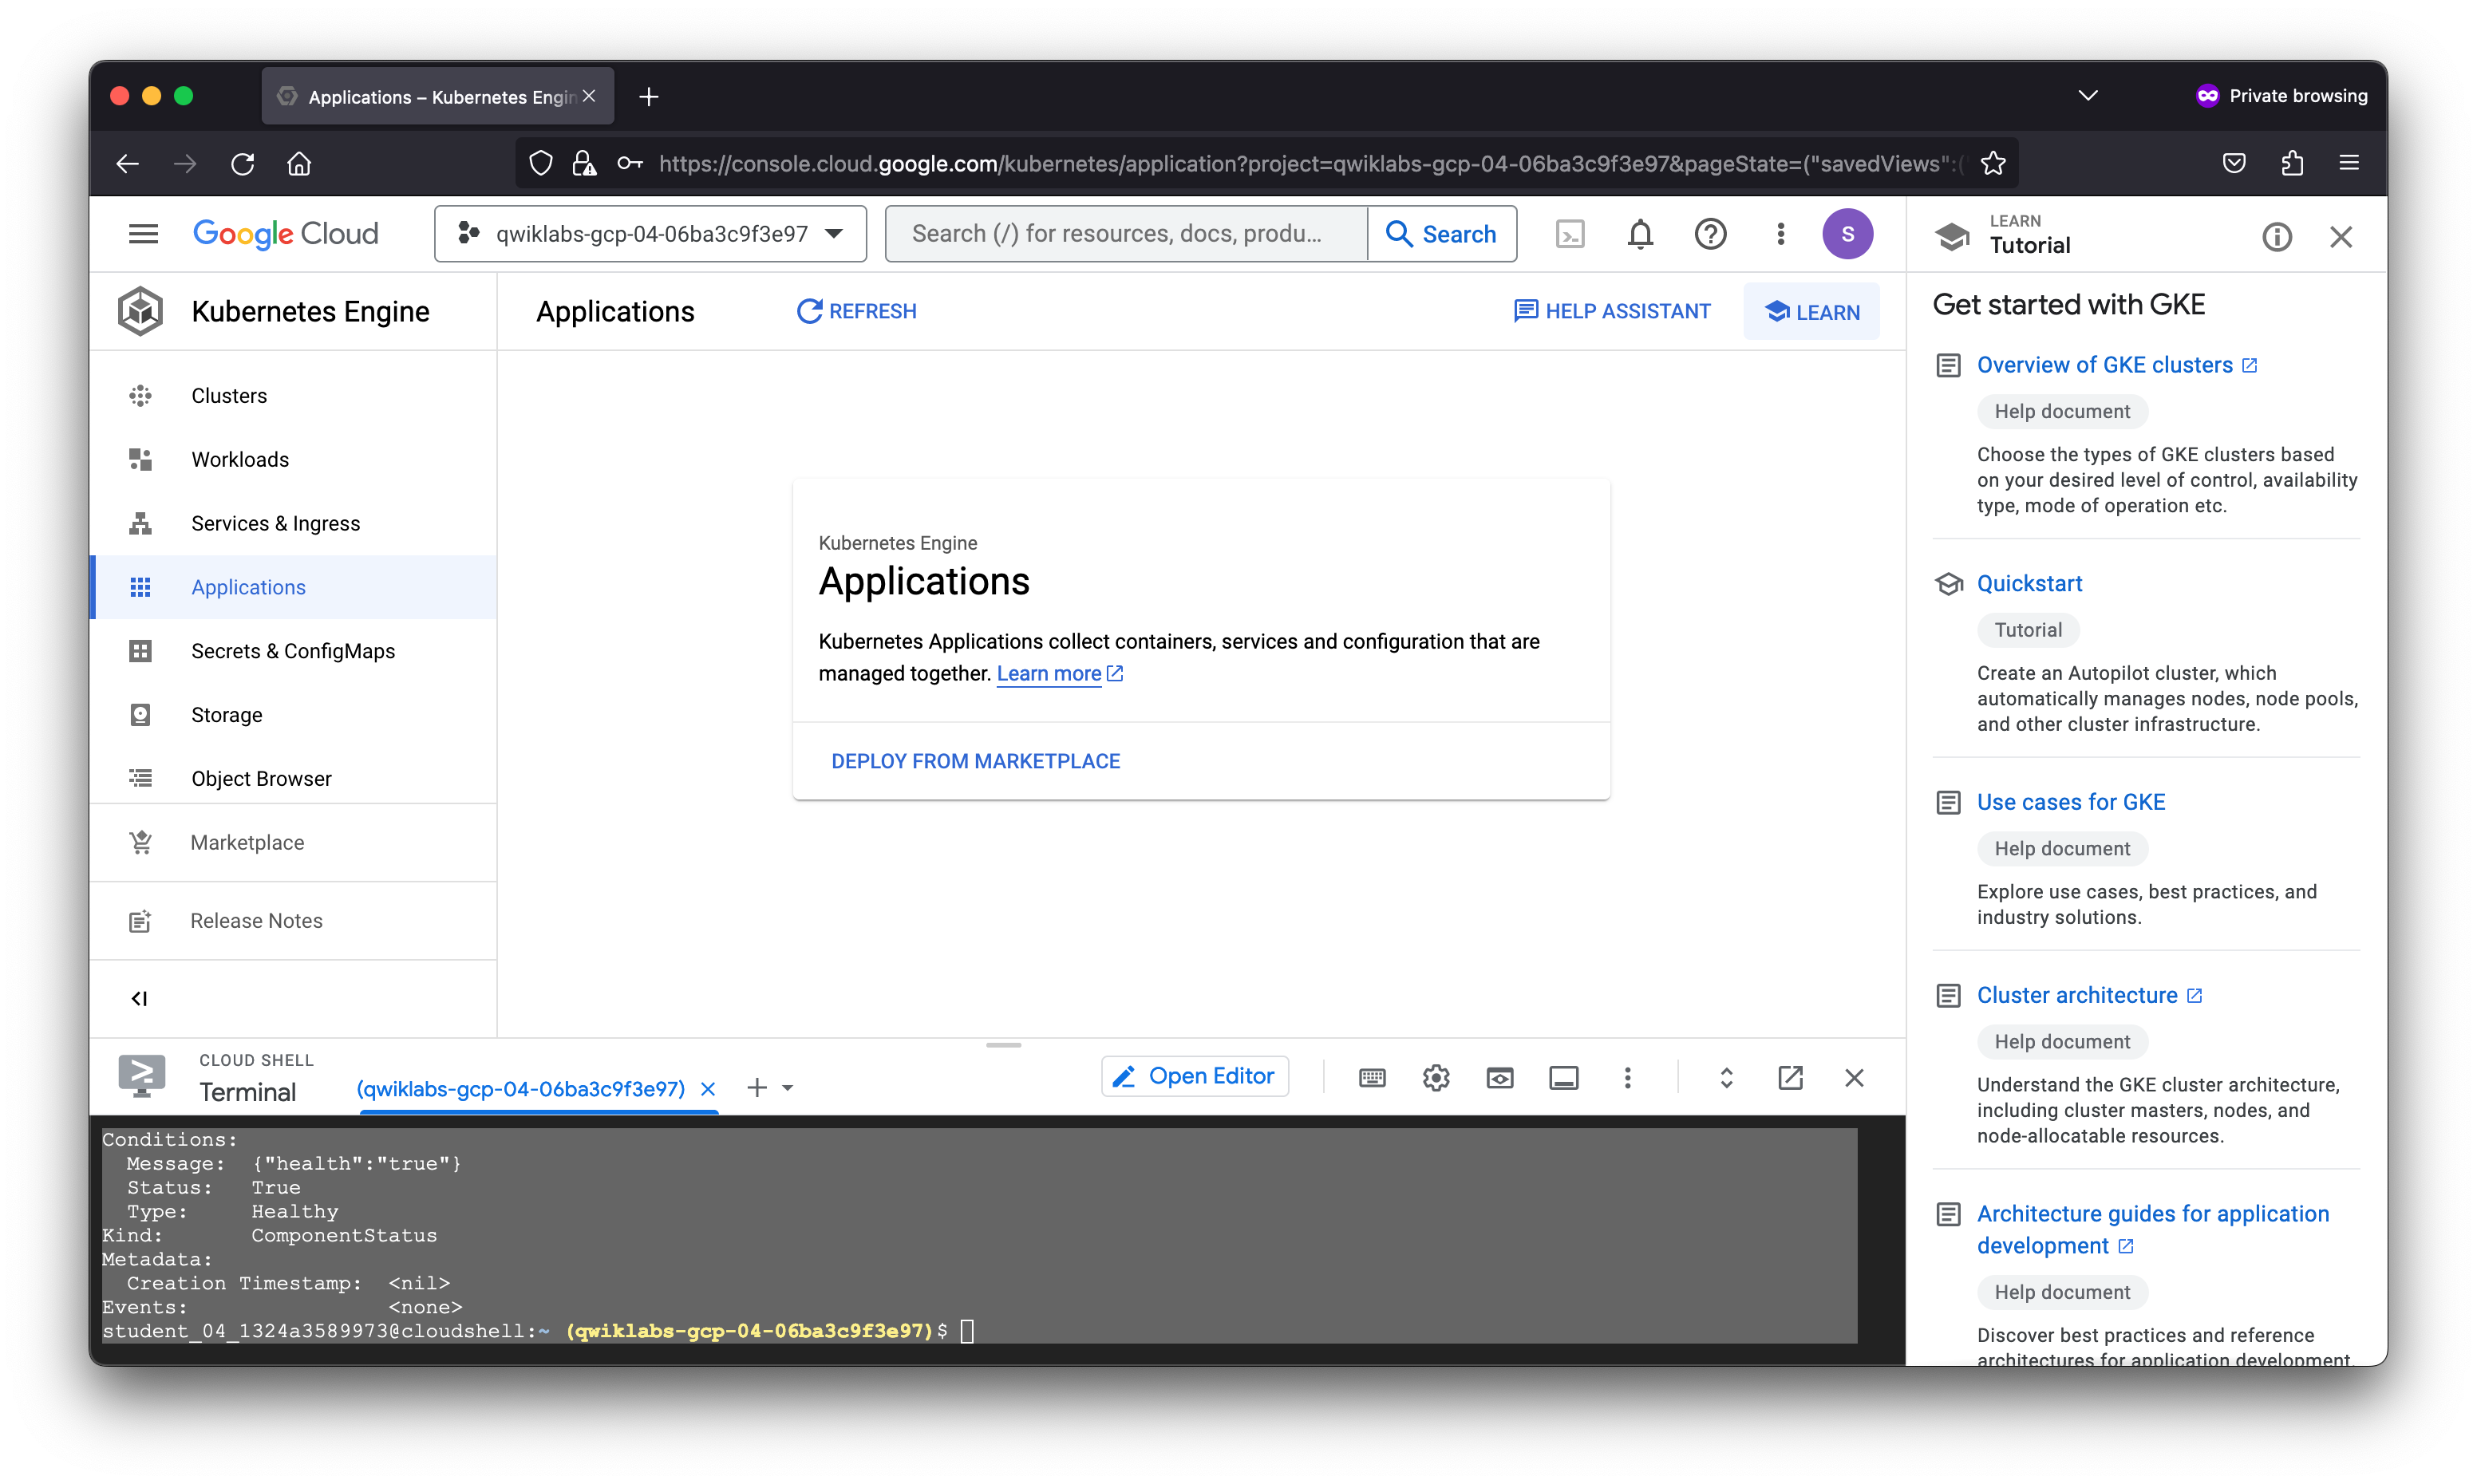 Applications – Kubernetes Engin
Private browsing
https://console.cloud.google.com/kubernetes/application?project=qwiklabs-gcp-04-06ba3c9f3e97&pageState=("savedViews":(
Google Cloud
qwiklabs-gcp-04-06ba3c9f3e97
Search (/) for resources, docs, produ...
Search
S
LEARN
Tutorial
Kubernetes Engine
Applications
REFRESH
HELP ASSISTANT
LEARN
Clusters
Workloads
Services & Ingress
Applications
Secrets & ConfigMaps
Storage
Object Browser
Marketplace
Release Notes
Kubernetes Engine
Applications
Kubernetes Applications collect containers, services and configuration that are
managed together. Learn more
DEPLOY FROM MARKETPLACE
Get started with GKE
Overview of GKE clusters
Help document
Choose the types of GKE clusters based
on your desired level of control, availability
type, mode of operation etc.
Quickstart
Tutorial
Create an Autopilot cluster, which
automatically manages nodes, node pools,
and other cluster infrastructure.
Use cases for GKE
Help document
Explore use cases, best practices, and
industry solutions.
Cluster architecture
Help document
Understand the GKE cluster architecture,
including cluster masters, nodes, and
node-allocatable resources.
Architecture guides for application
development
Help document
Discover best practices and reference
architectures for application development.
CLOUD SHELL
Terminal
(qwiklabs-gcp-04-06ba3c9f3e97)
Open Editor
Conditions:
Message: {"health":"true"}
Status: True
Type: Healthy
Kind: ComponentStatus
Metadata:
Creation Timestamp: <nil>
Events: <none>
student_04_1324a3589973@cloudshell:~ (qwiklabs-gcp-04-06ba3c9f3e97)$